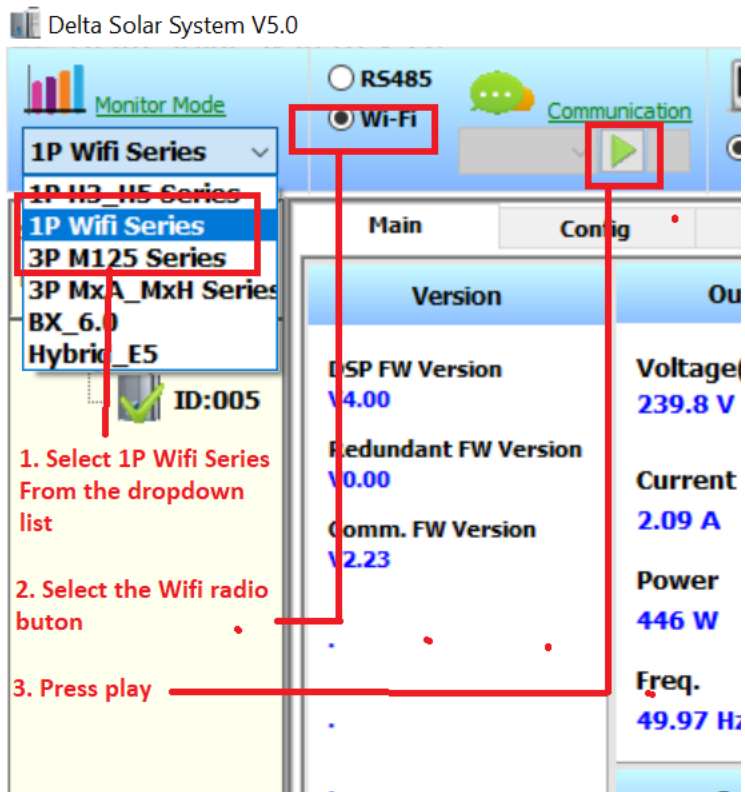 Delta Solar System V5.0
Monitor Mode
RS485
Wi-Fi
Communication
1P Wifi Series
1P H3_H5 Series
1P Wifi Series
3P M125 Series
3P MxA_MxH Series
BX_6.0
Hybrid_E5
ID:005
Main
Config
Version
Ou
DSP FW Version
V4.00
Redundant FW Version
V0.00
Comm. FW Version
V2.23
.
.
Voltage(
239.8 V
Current
2.09 A
Power
446 W
Freq.
49.97 Hz
1. Select 1P Wifi Series
From the dropdown
list
2. Select the Wifi radio
buton
3. Press play